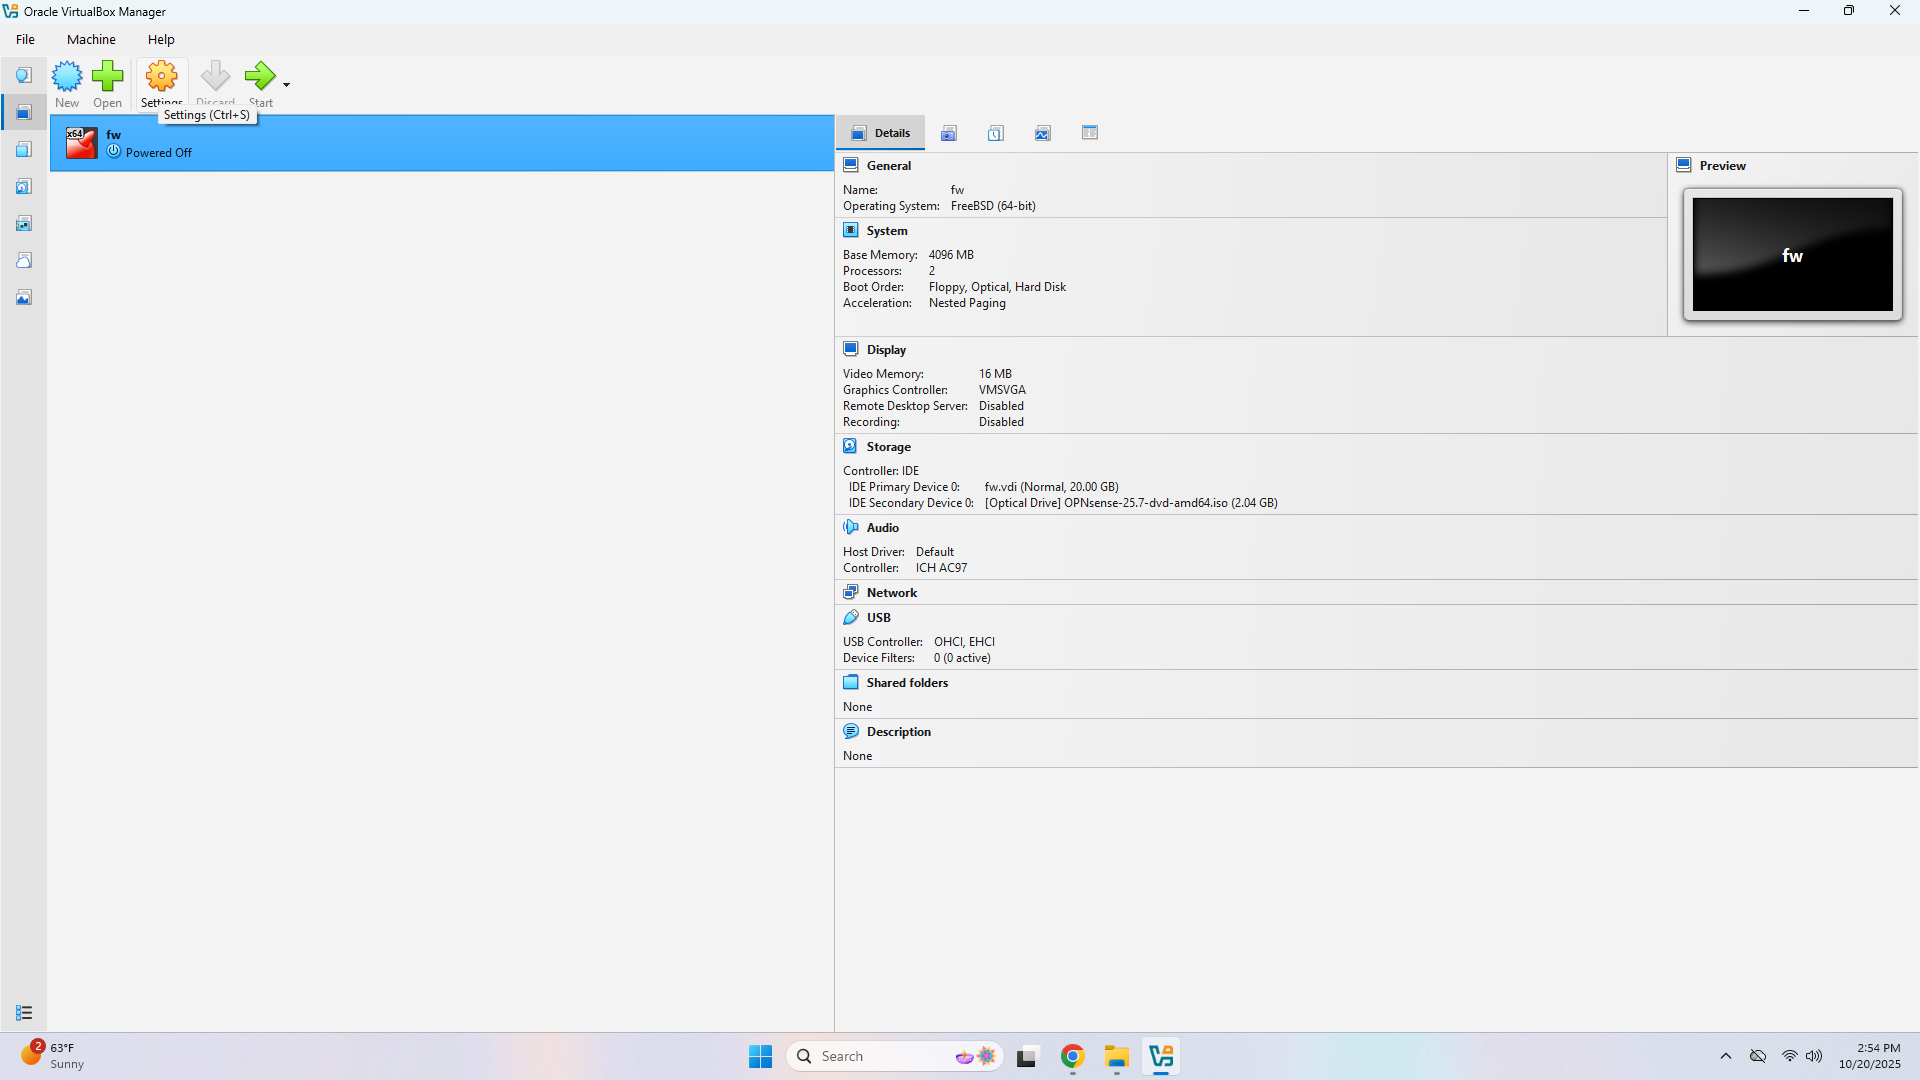 Oracle VirtualBox Manager
File Machine Help
New Open Settings Discard Start
Settings (Ctrl+S)
x64
fw
Powered Off
Details
General
Name: fw
Operating System: FreeBSD (64-bit)
System
Base Memory: 4096 MB
Processors: 2
Boot Order: Floppy, Optical, Hard Disk
Acceleration: Nested Paging
Preview
fw
Display
Video Memory: 16 MB
Graphics Controller: VMSVGA
Remote Desktop Server: Disabled
Recording: Disabled
Storage
Controller: IDE
IDE Primary Device 0: fw.vdi (Normal, 20.00 GB)
IDE Secondary Device 0: [Optical Drive] OPNsense-25.7-dvd-amd64.iso (2.04 GB)
Audio
Host Driver: Default
Controller: ICH AC97
Network
USB
USB Controller: OHCI, EHCI
Device Filters: 0 (0 active)
Shared folders
None
Description
None
2
63°F
Sunny
Search
2:54 PM
10/20/2025